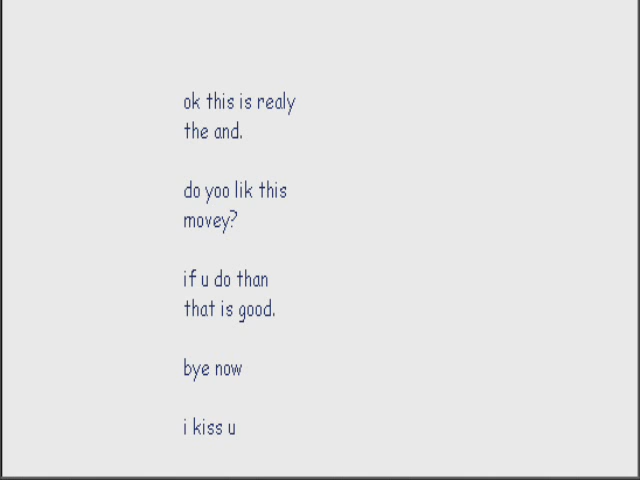 ok this is realy
the and.
do yoo lik this
movey?
if u do than
that is good.
bye now
i kiss u